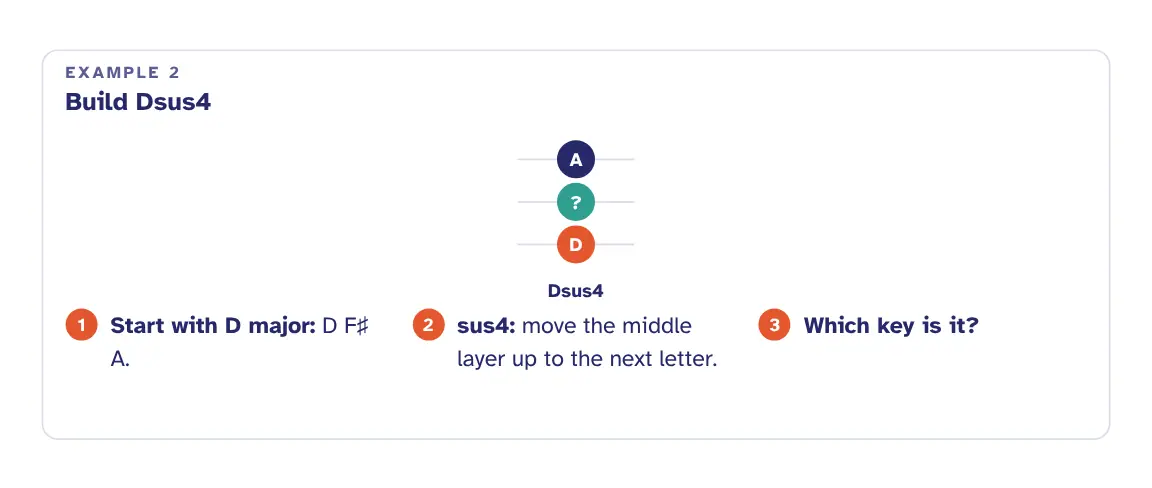 EXAMPLE 2
Build Dsus4
A
?
D
Dsus4
1 Start with D major: D F♯
A.
2 sus4: move the middle
layer up to the next letter.
3 Which key is it?